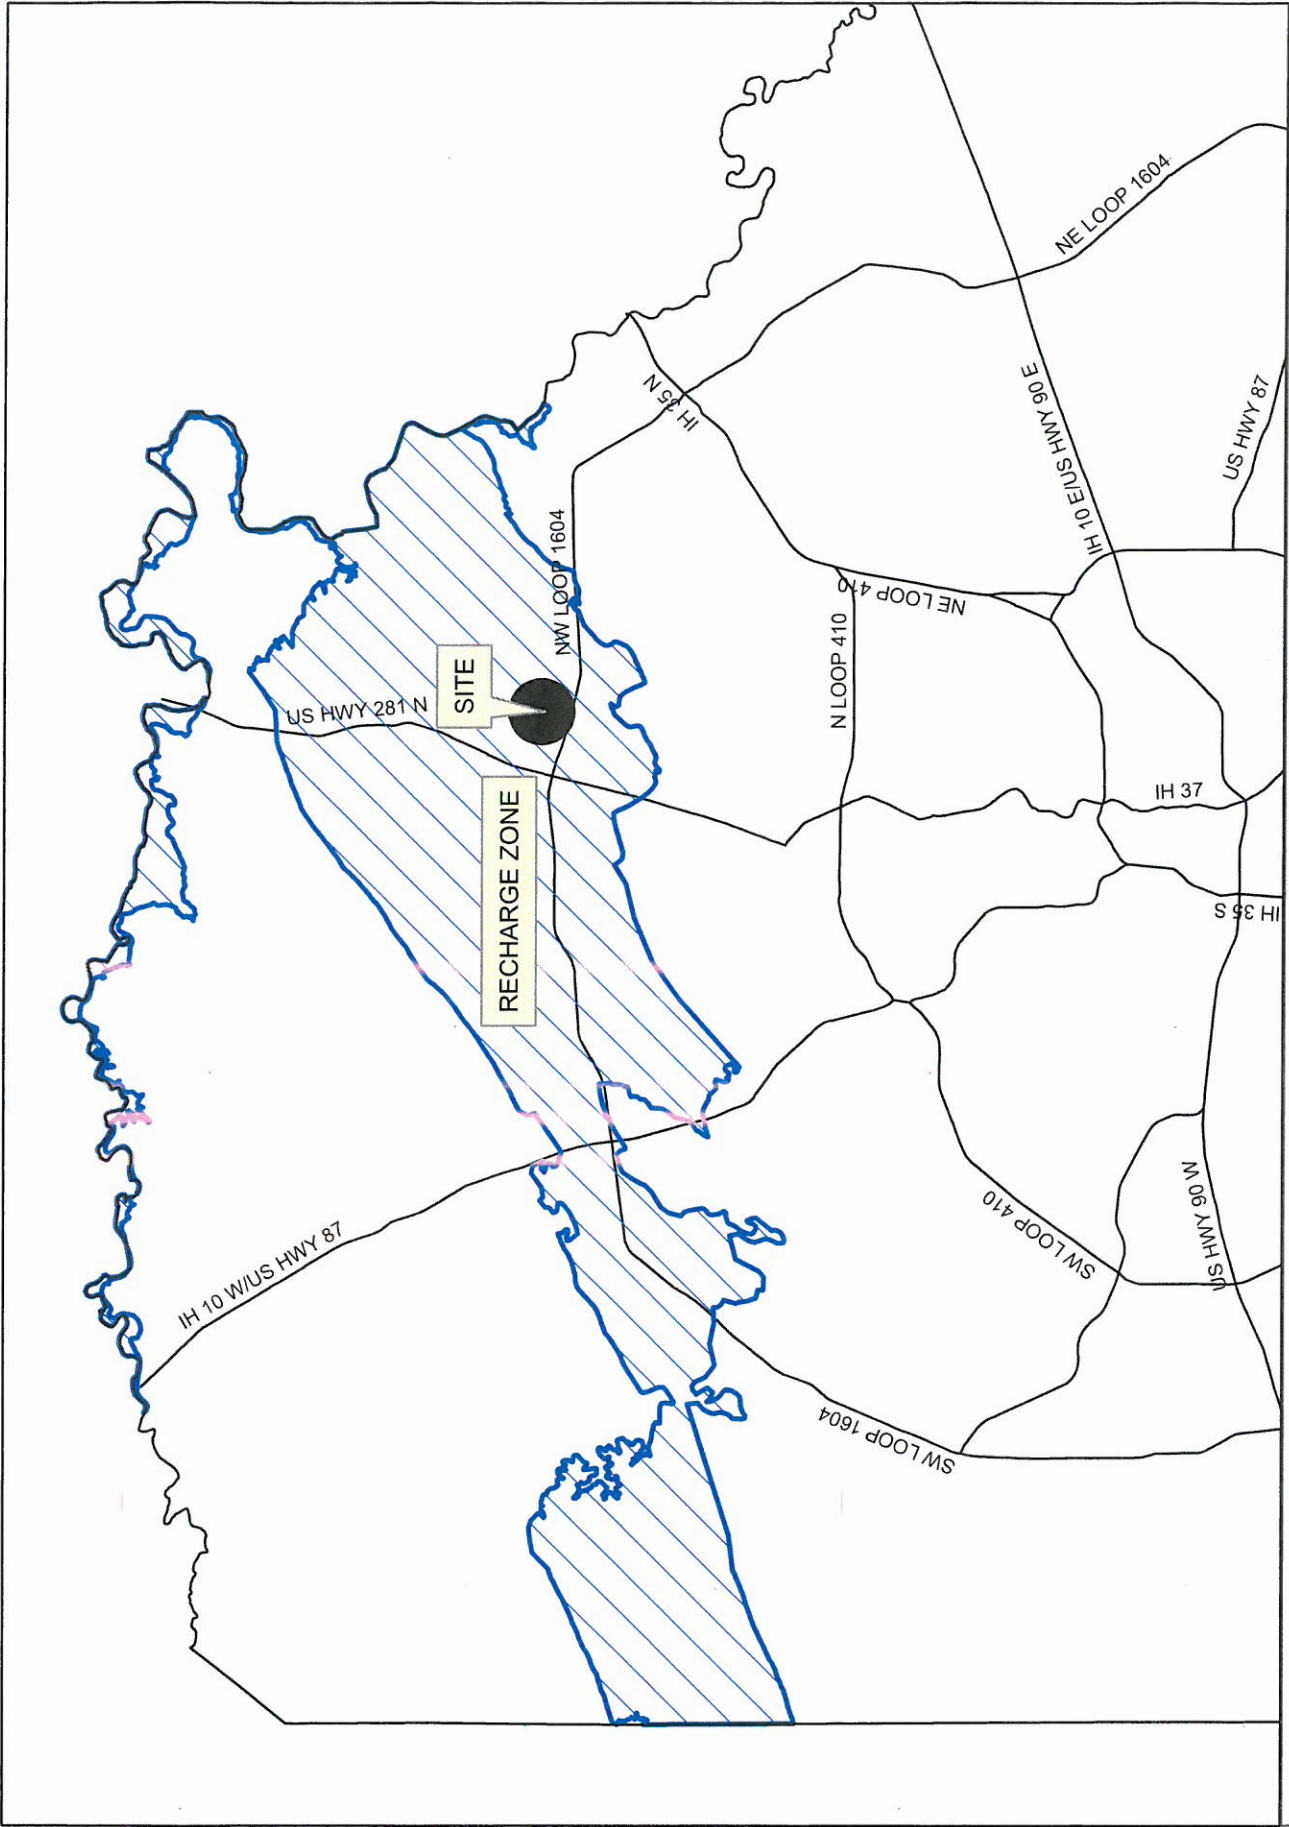 US HWY 281 N
SITE
NW LOOP 1604
RECHARGE ZONE
IH 10 W/US HWY 87
IH 35 N
NE LOOP 1604
IH 10 E/US HWY 90 E
US HWY 87
NE LOOP 410
N LOOP 410
IH 37
IH 35 S
SW LOOP 410
US HWY 90 W
SW LOOP 1604